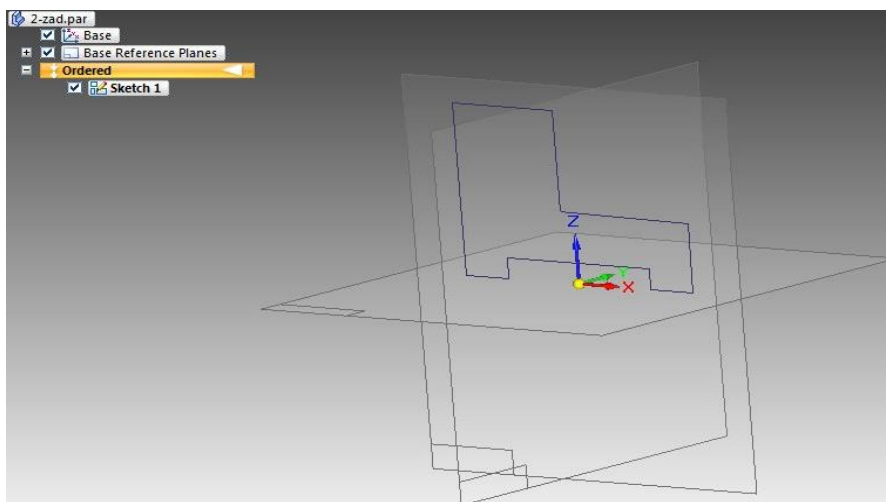 2-zad.par
Base
Base Reference Planes
Ordered
Sketch 1
Z
Y
X